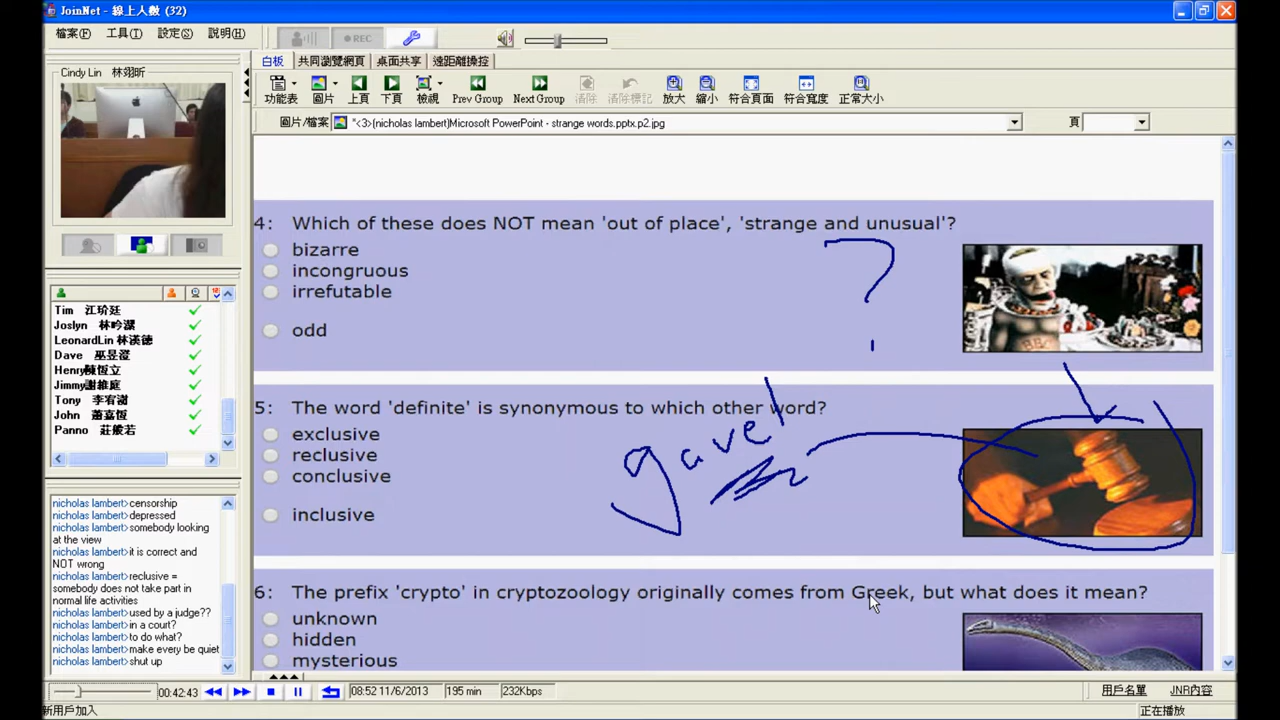 JoinNet - 線上人數 (32)
檔案(F) 工具(T) 設定(S) 說明(H)
REC
Cindy Lin 林翊昕
白板 共同瀏覽網頁 桌面共享 遠距離操控
功能表 圖片 上頁 下頁 檢視 Prev Group Next Group 清除 清除標記 放大 縮小 符合頁面 符合寬度 正常大小
圖片/檔案 *<3>(nicholas lambert)Microsoft PowerPoint - strange words.pptx.p2.jpg 頁
4: Which of these does NOT mean 'out of place', 'strange and unusual'?
bizarre
incongruous
irrefutable
odd
?
5: The word 'definite' is synonymous to which other word?
exclusive
reclusive
conclusive
inclusive
gavel
6: The prefix 'crypto' in cryptozoology originally comes from Greek, but what does it mean?
unknown
hidden
mysterious
Tim 江玠廷
Joslyn 林吟潔
LeonardLin 林漢德
Dave 巫昱澄
Henry陳恆立
Jimmy謝維庭
Tony 李宥澍
John 蕭嘉恆
Panno 莊般若
nicholas lambert>censorship
nicholas lambert>depressed
nicholas lambert>somebody looking
at the view
nicholas lambert>it is correct and
NOT wrong
nicholas lambert>reclusive =
somebody does not take part in
normal life activities
nicholas lambert>used by a judge??
nicholas lambert>in a court?
nicholas lambert>to do what?
nicholas lambert>make every be quiet
nicholas lambert>shut up
00:42:43 08:52 11/6/2013 195 min 232Kbps 用戶名單 JNR內容
新用戶加入 正在播放